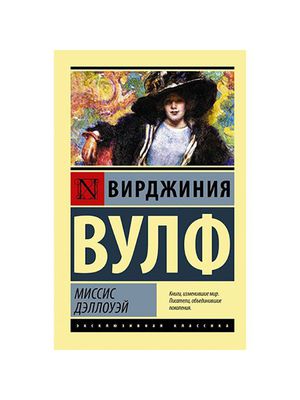 N
ВИРДЖИНИЯ
ВУЛФ
МИССИС
ДЭЛЛОУЭЙ
Книги, изменившие мир.
Писатели, объединившие
поколения.
ЭКСКЛЮЗИВНАЯ КЛАССИКА